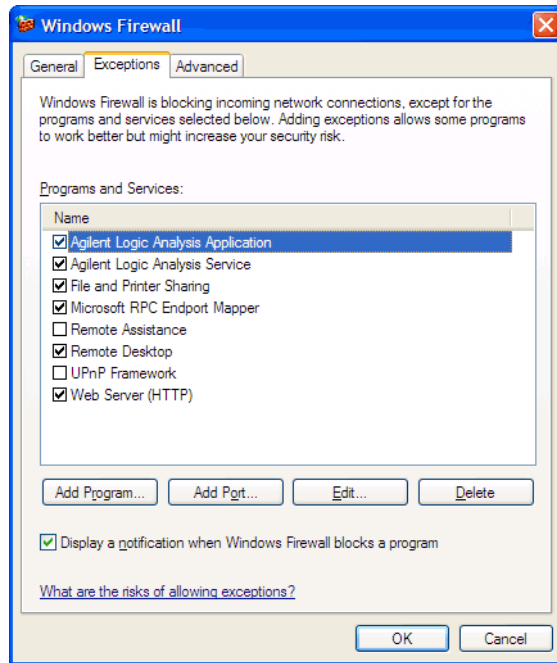 Windows Firewall
General Exceptions Advanced
Windows Firewall is blocking incoming network connections, except for the
programs and services selected below. Adding exceptions allows some programs
to work better but might increase your security risk.
Programs and Services:
Name
Agilent Logic Analysis Application
Agilent Logic Analysis Service
File and Printer Sharing
Microsoft RPC Endport Mapper
Remote Assistance
Remote Desktop
UPnP Framework
Web Server (HTTP)
Add Program... Add Port... Edit... Delete
Display a notification when Windows Firewall blocks a program
What are the risks of allowing exceptions?
OK Cancel